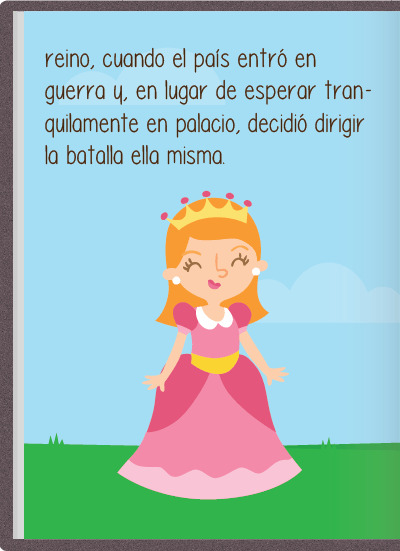 reino, cuando el país entró en
guerra y, en lugar de esperar tran-
quilamente en palacio, decidió dirigir
la batalla ella misma.